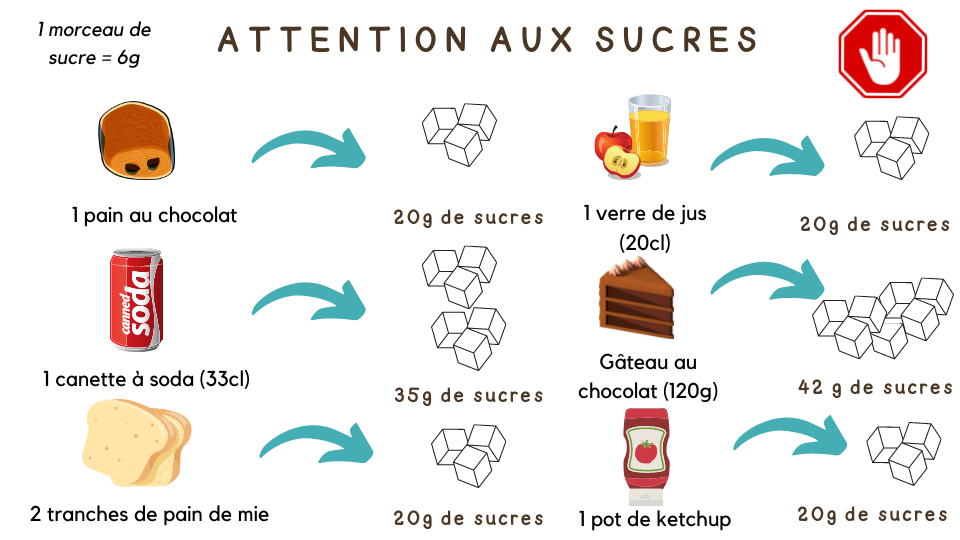 1 morceau de
sucre = 6g
ATTENTION AUX SUCRES
1 pain au chocolat
20g de sucres
1 verre de jus
(20cl)
20g de sucres
canned
soda
1 canette à soda (33cl)
35g de sucres
Gâteau au
chocolat (120g)
42 g de sucres
2 tranches de pain de mie
20g de sucres
1 pot de ketchup
20g de sucres